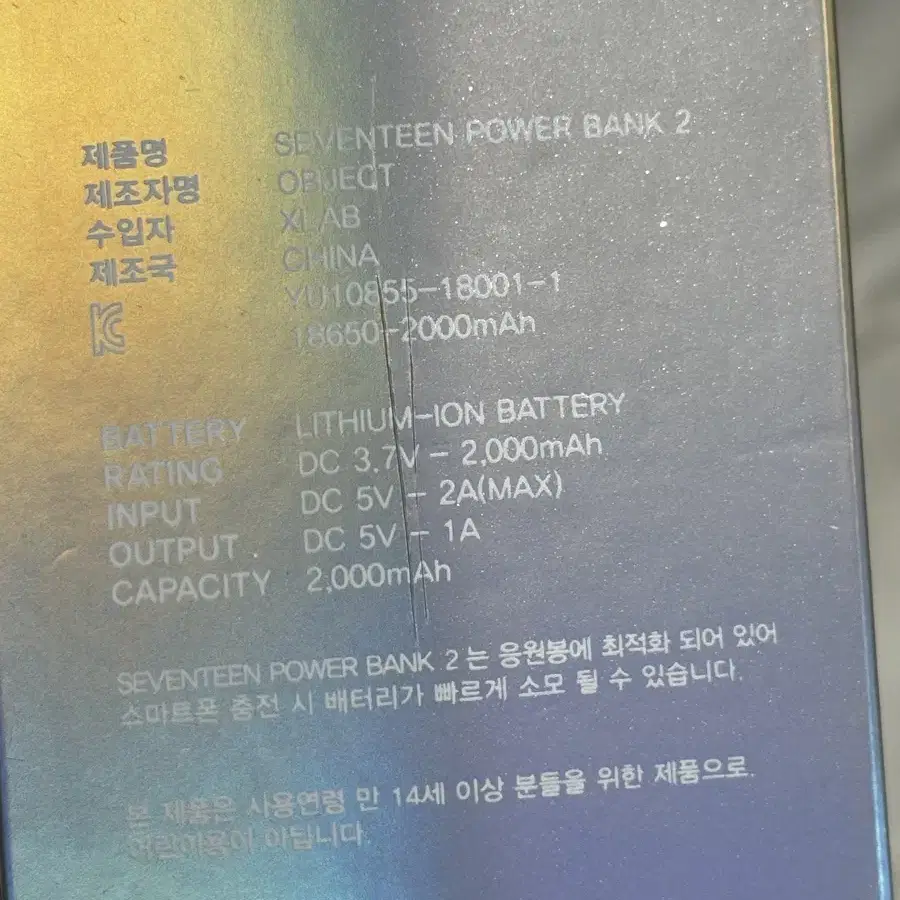 제품명 SEVENTEEN POWER BANK 2
제조자명 OBJECT
수입자 XLAB
제조국 CHINA
YU10855-18001-1
18650-2000mAh
BATTERY LITHIUM-ION BATTERY
RATING DC 3.7V - 2,000mAh
INPUT DC 5V - 2A(MAX)
OUTPUT DC 5V - 1A
CAPACITY 2,000mAh
SEVENTEEN POWER BANK 2는 응원봉에 최적화 되어 있어
스마트폰 충전 시 배터리가 빠르게 소모 될 수 있습니다.
본 제품은 사용연령 만 14세 이상 분들을 위한 제품으로.
어린이용이 아닙니다.